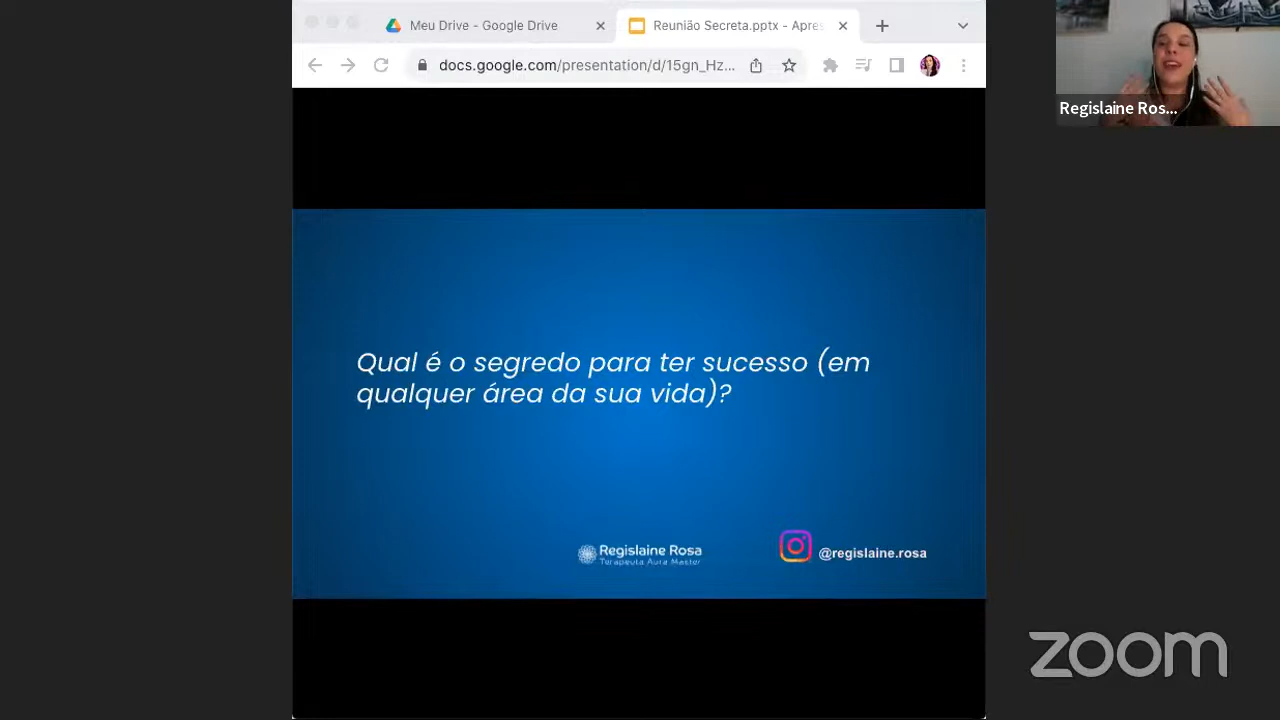 Meu Drive - Google Drive
Reunião Secreta.pptx - Apres
docs.google.com/presentation/d/15gn_Hz...
Regislaine Ros...
Qual é o segredo para ter sucesso (em
qualquer área da sua vida)?
Regislaine Rosa
Terapeuta Aura Master
@regislaine.rosa
zoom